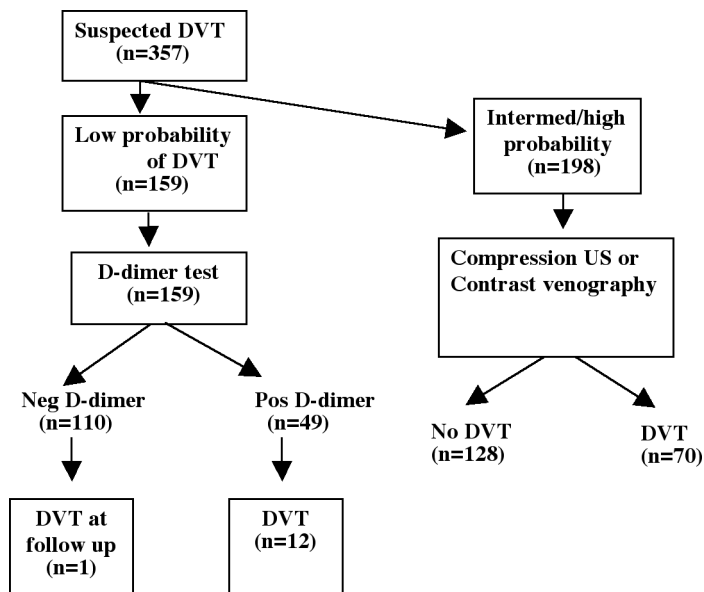 Suspected DVT
(n=357)
Low probability
of DVT
(n=159)
Intermed/high
probability
(n=198)
D-dimer test
(n=159)
Compression US or
Contrast venography
Neg D-dimer
(n=110)
Pos D-dimer
(n=49)
No DVT
(n=128)
DVT
(n=70)
DVT at
follow up
(n=1)
DVT
(n=12)